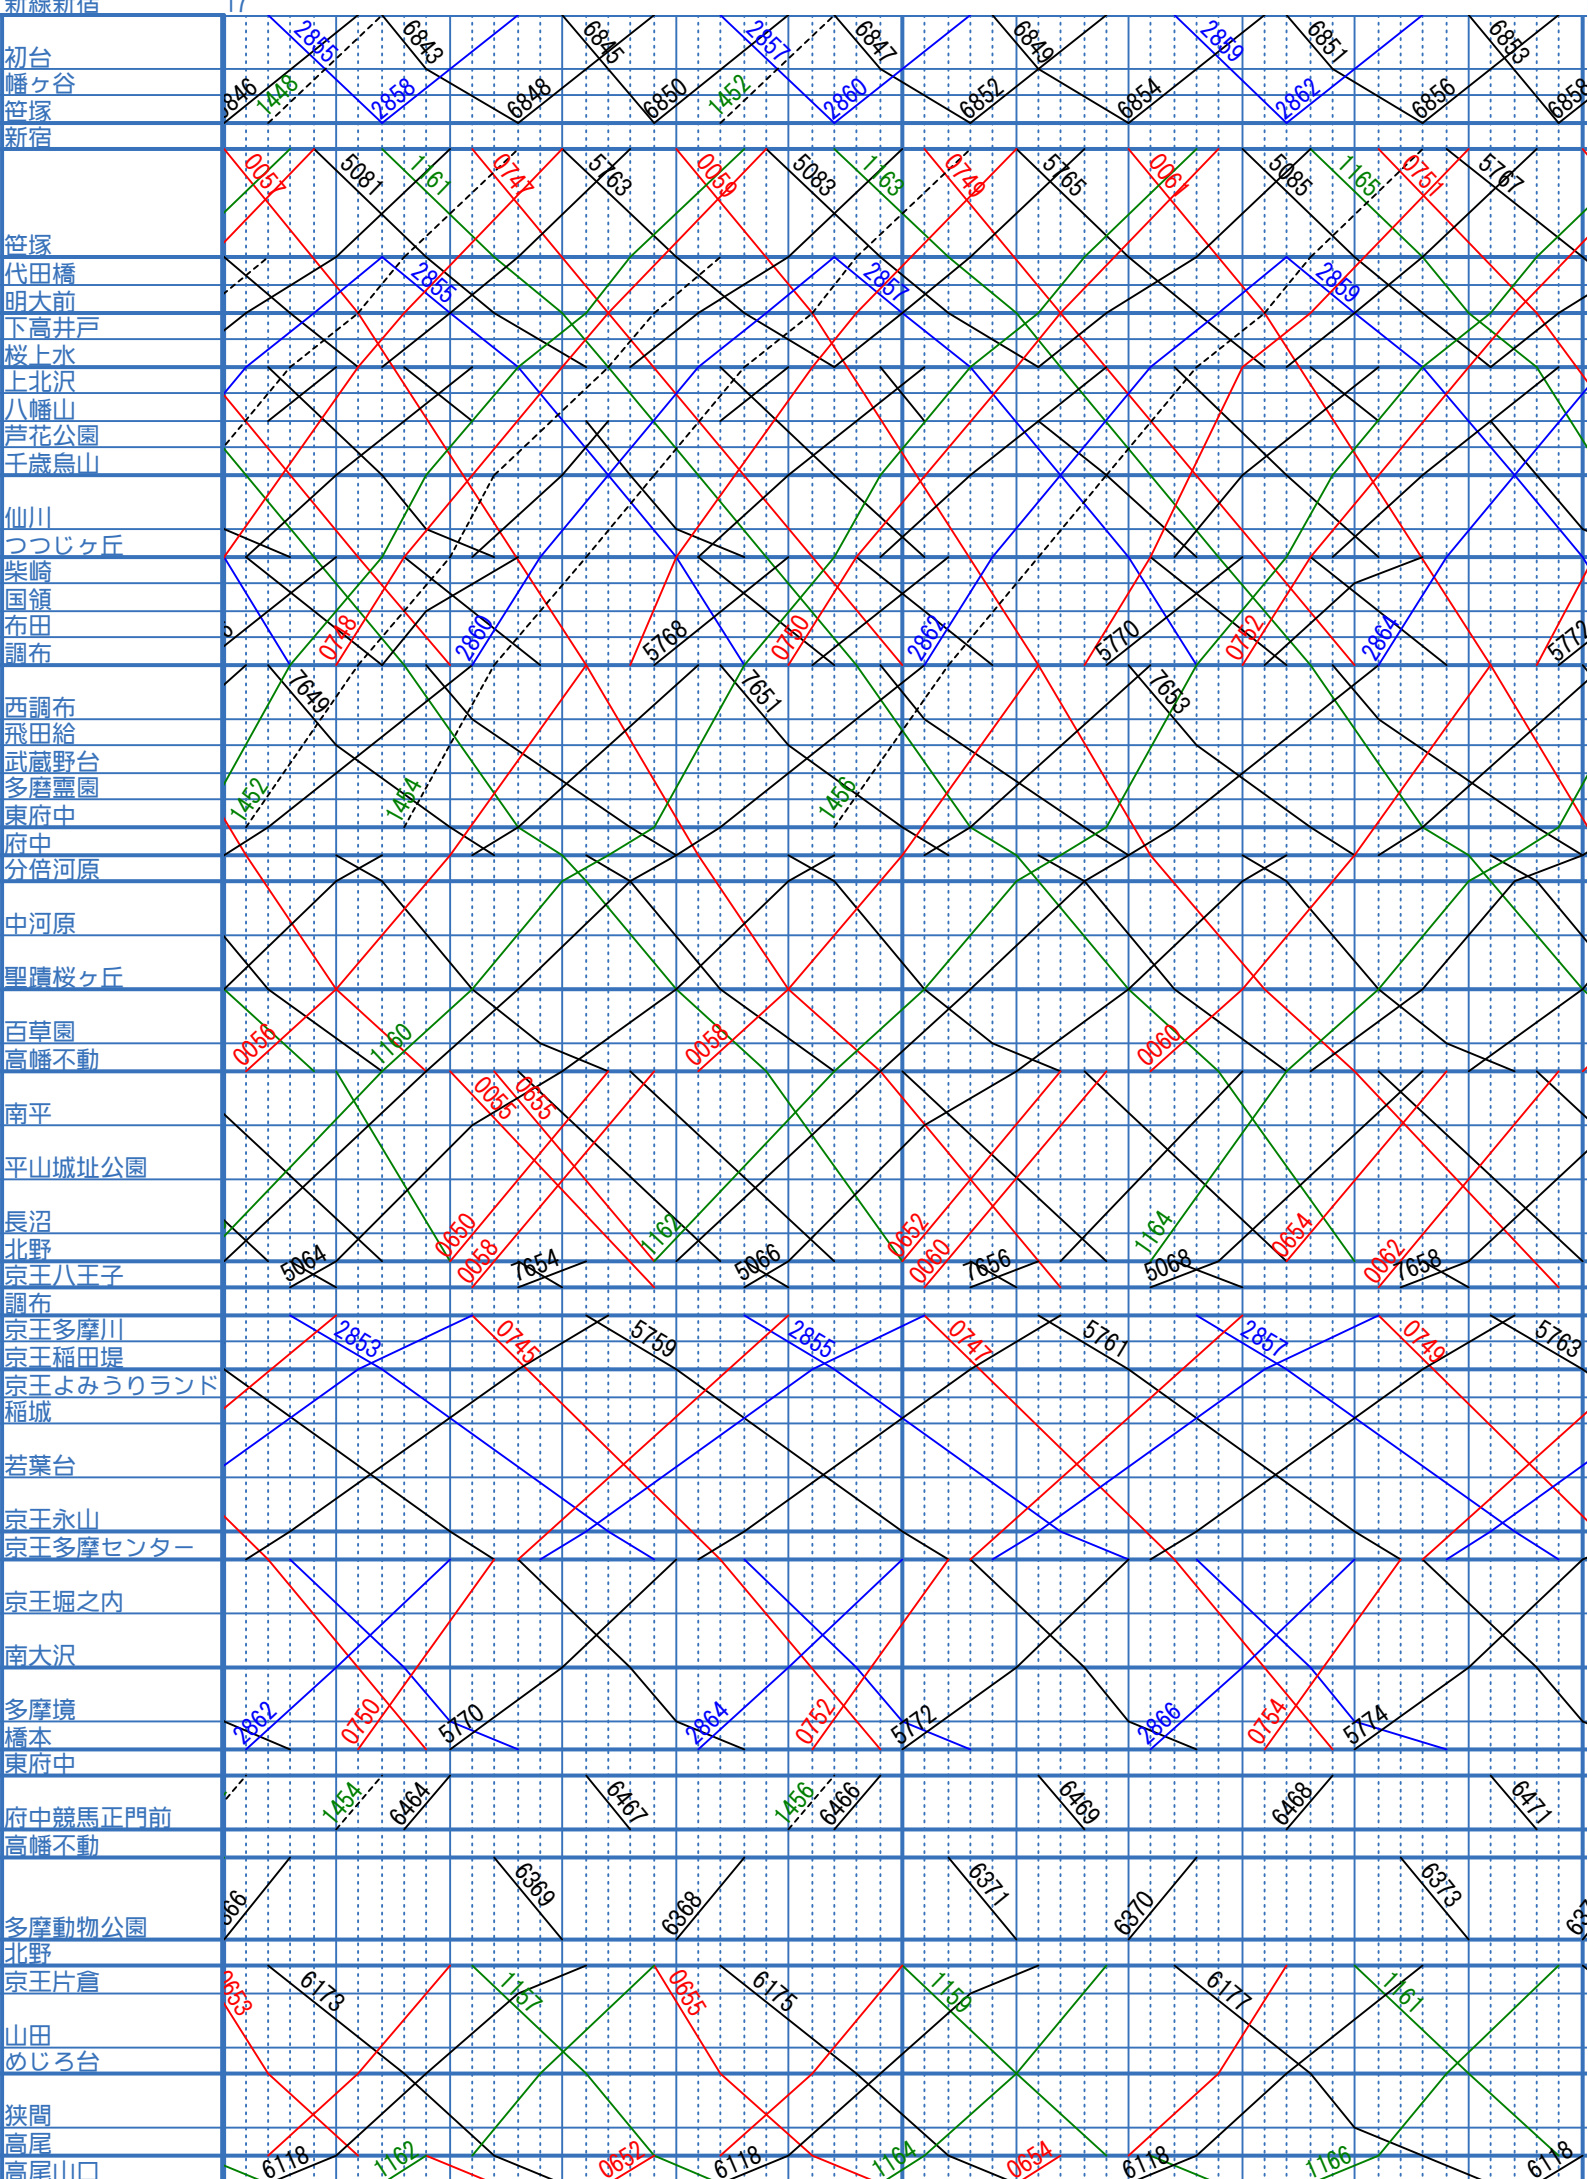 新線新宿 17
初台 2855 6843 6845 2857 6847 6849 2859 6851 6853
幡ヶ谷
笹塚 6846 1448 2858 6848 6850 1452 2860 6852 6854 2862 6856 6858
新宿
0057 5081 1161 0747 5763 0059 5083 1163 0749 5765 0061 5085 1165 0751 5767
笹塚
代田橋 2855 2857 2859
明大前
下高井戸
桜上水
上北沢
八幡山
芦花公園
千歳烏山
仙川
つつじヶ丘
柴崎
国領
布田
調布 0748 2860 5768 0750 2862 5770 0752 2864 5772
西調布 7649 7651 7653
飛田給
武蔵野台
多磨霊園
東府中 1452 1454 1456
府中
分倍河原
中河原
聖蹟桜ヶ丘
百草園
高幡不動 0056 1160 0058 0060
南平 0055 0655
平山城址公園
長沼
北野 0650 1162 0652 1164 0654
京王八王子 5064 0058 7654 5066 0060 7656 5068 0062 7658
調布
京王多摩川 2853 0745 5759 2855 0747 5761 2857 0749 5763
京王稲田堤
京王よみうりランド
稲城
若葉台
京王永山
京王多摩センター
京王堀之内
南大沢
多摩境
橋本 2862 0750 5770 2864 0752 5772 2866 0754 5774
東府中
府中競馬正門前 1454 6464 6467 1456 6466 6469 6468 6471
高幡不動
多摩動物公園 6369 6368 6371 6370 6373
北野
京王片倉 0653 6173 1157 0655 6175 1159 6177 1161
山田
めじろ台
狭間
高尾
高尾山口 6118 1162 0652 6118 1164 0654 6118 1166 6118